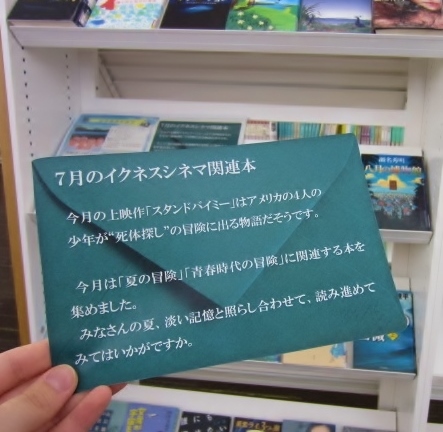 7月のイクネスシネマ関連本
今月の上映作「スタンドバイミー」はアメリカの4人の
少年が“死体探し”の冒険に出る物語だそうです。
今月は「夏の冒険」「青春時代の冒険」に関連する本を
集めました。
みなさんの夏、淡い記憶と照らし合わせて、読み進めて
みてはいかがですか。